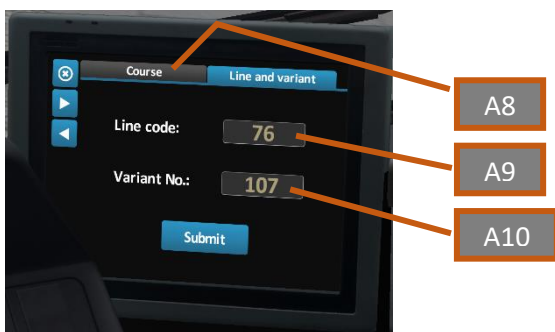 Course
Line and variant
Line code:
76
Variant No.:
107
Submit
A8
A9
A10